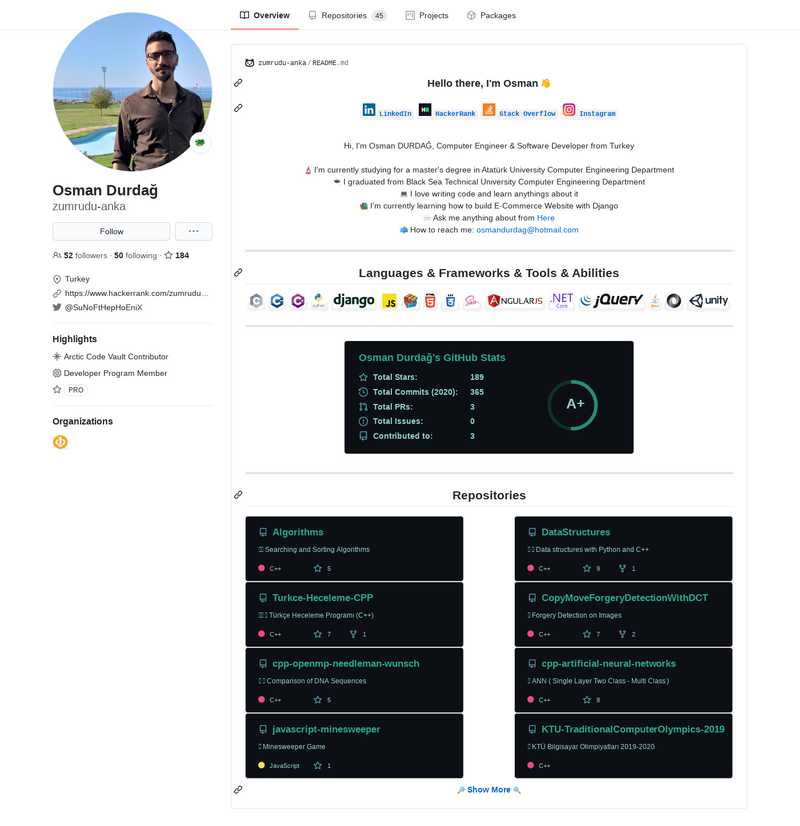 Overview
Repositories 45
Projects
Packages
Osman Durdağ
zumrudu-anka
Follow
52 followers · 50 following · 184
Turkey
https://www.hackerrank.com/zumrudu...
@SuNoFtHepHoEniX
Highlights
Arctic Code Vault Contributor
Developer Program Member
PRO
Organizations
zumrudu-anka / README.md
Hello there, I'm Osman 👋
LinkedIn HackerRank Stack Overflow Instagram
Hi, I'm Osman DURDAĞ, Computer Engineer & Software Developer from Turkey
I'm currently studying for a master's degree in Atatürk University Computer Engineering Department
I graduated from Black Sea Technical University Computer Engineering Department
I love writing code and learn anythings about it
I'm currently learning how to build E-Commerce Website with Django
Ask me anything about from Here
How to reach me: osmandurdag@hotmail.com
Languages & Frameworks & Tools & Abilities
python django JS HTML CSS Sass ANGULARJS .NET Core jQuery Java unity
Osman Durdağ's GitHub Stats
Total Stars: 189
Total Commits (2020): 365
Total PRs: 3
Total Issues: 0
Contributed to: 3
A+
Repositories
Algorithms
Searching and Sorting Algorithms
C++ 5
DataStructures
Data structures with Python and C++
C++ 9 1
Turkce-Heceleme-CPP
Türkçe Heceleme Programı (C++)
C++ 7 1
CopyMoveForgeryDetectionWithDCT
Forgery Detection on Images
C++ 7 2
cpp-openmp-needleman-wunsch
Comparison of DNA Sequences
C++ 5
cpp-artificial-neural-networks
ANN ( Single Layer Two Class - Multi Class )
C++ 8
javascript-minesweeper
Minesweeper Game
JavaScript 1
KTU-TraditionalComputerOlympics-2019
KTÜ Bilgisayar Olimpiyatları 2019-2020
C++
Show More